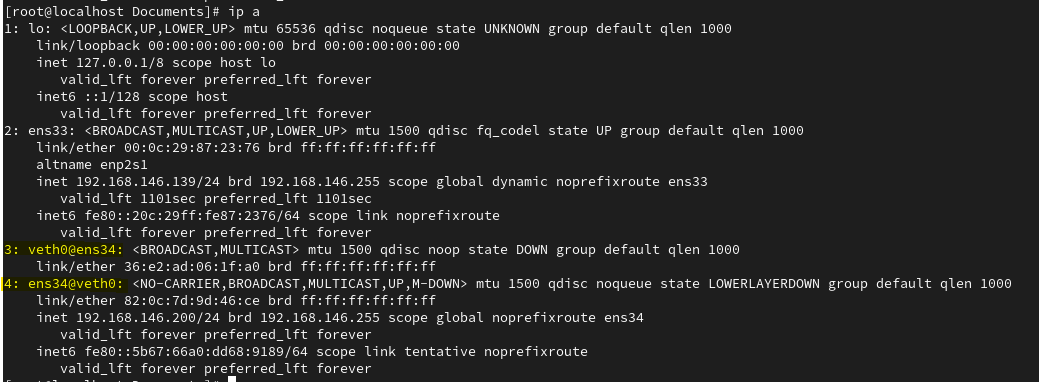 [root@localhost Documents]# ip a
1: lo: <LOOPBACK,UP,LOWER_UP> mtu 65536 qdisc noqueue state UNKNOWN group default qlen 1000
    link/loopback 00:00:00:00:00:00 brd 00:00:00:00:00:00
    inet 127.0.0.1/8 scope host lo
       valid_lft forever preferred_lft forever
    inet6 ::1/128 scope host
       valid_lft forever preferred_lft forever
2: ens33: <BROADCAST,MULTICAST,UP,LOWER_UP> mtu 1500 qdisc fq_codel state UP group default qlen 1000
    link/ether 00:0c:29:87:23:76 brd ff:ff:ff:ff:ff:ff
    altname enp2s1
    inet 192.168.146.139/24 brd 192.168.146.255 scope global dynamic noprefixroute ens33
       valid_lft 1101sec preferred_lft 1101sec
    inet6 fe80::20c:29ff:fe87:2376/64 scope link noprefixroute
       valid_lft forever preferred_lft forever
3: veth0@ens34: <BROADCAST,MULTICAST> mtu 1500 qdisc noop state DOWN group default qlen 1000
    link/ether 36:e2:ad:06:1f:a0 brd ff:ff:ff:ff:ff:ff
4: ens34@veth0: <NO-CARRIER,BROADCAST,MULTICAST,UP,M-DOWN> mtu 1500 qdisc noqueue state LOWERLAYERDOWN group default qlen 1000
    link/ether 82:0c:7d:9d:46:ce brd ff:ff:ff:ff:ff:ff
    inet 192.168.146.200/24 brd 192.168.146.255 scope global noprefixroute ens34
       valid_lft forever preferred_lft forever
    inet6 fe80::5b67:66a0:dd68:9189/64 scope link tentative noprefixroute
       valid_lft forever preferred_lft forever
[root@localhost Documents]#